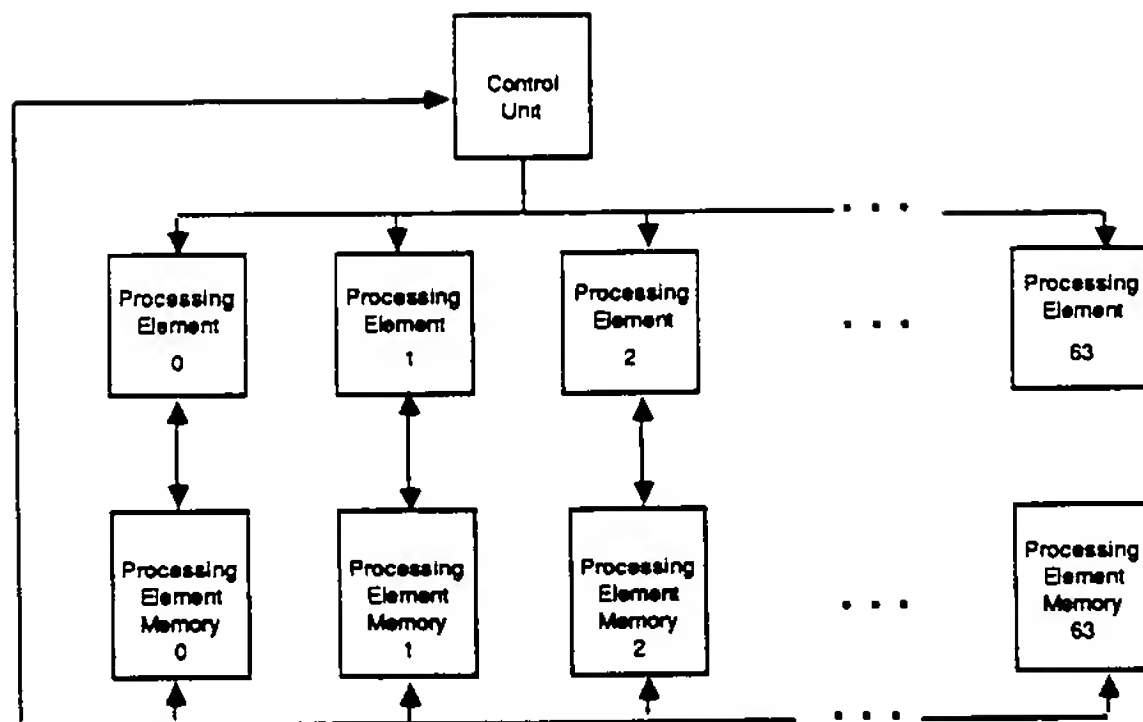 Control
Unit
Processing
Element
0
Processing
Element
1
Processing
Element
2
Processing
Element
63
Processing
Element
Memory
0
Processing
Element
Memory
1
Processing
Element
Memory
2
Processing
Element
Memory
63